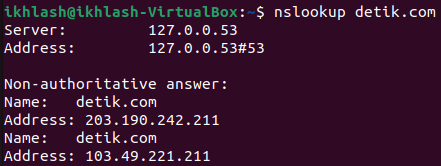 ikhlash@ikhlash-VirtualBox:~$ nslookup detik.com
Server:         127.0.0.53
Address:        127.0.0.53#53

Non-authoritative answer:
Name:   detik.com
Address: 203.190.242.211
Name:   detik.com
Address: 103.49.221.211